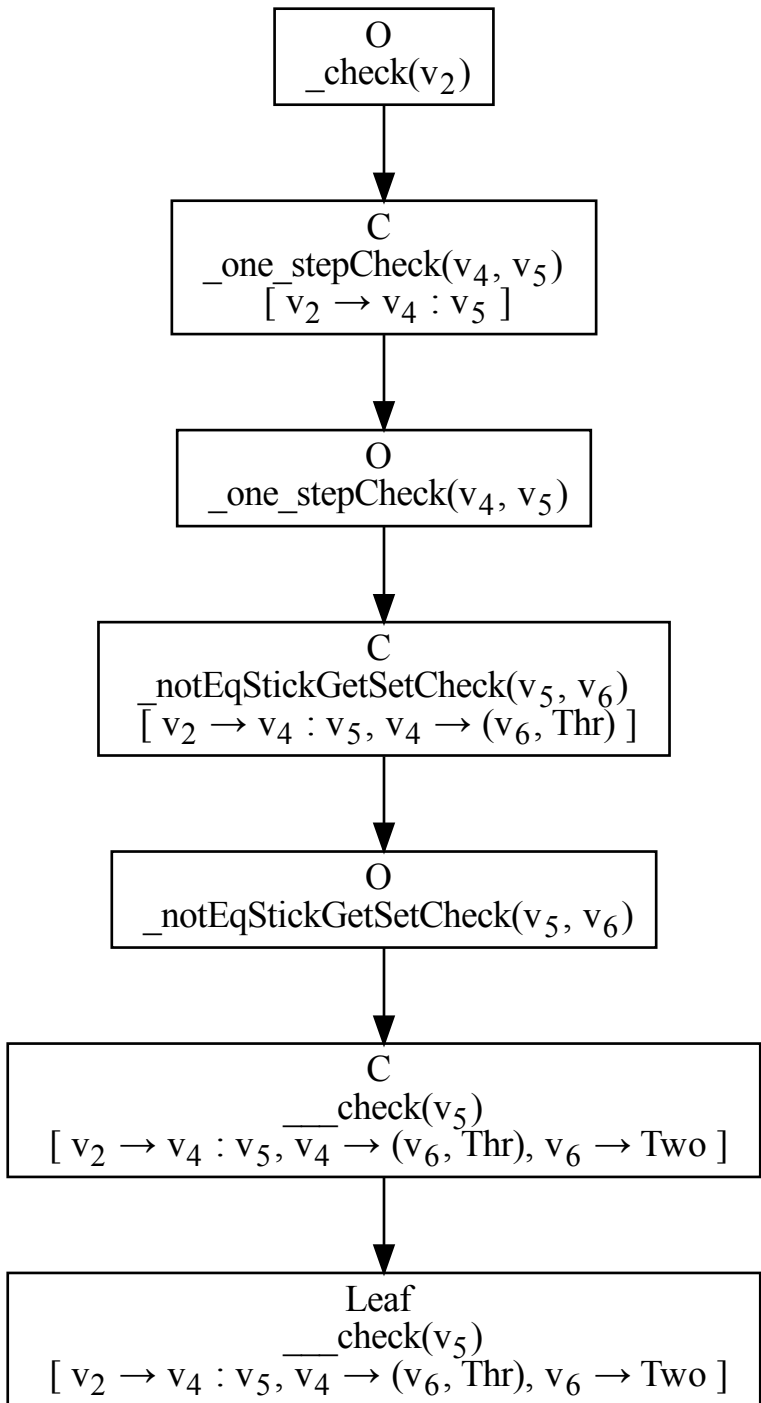 O
_check(v₂)
C
_one_stepCheck(v₄, v₅)
[ v₂ → v₄ : v₅ ]
O
_one_stepCheck(v₄, v₅)
C
_notEqStickGetSetCheck(v₅, v₆)
[ v₂ → v₄ : v₅, v₄ → (v₆, Thr) ]
O
_notEqStickGetSetCheck(v₅, v₆)
C
___check(v₅)
[ v₂ → v₄ : v₅, v₄ → (v₆, Thr), v₆ → Two ]
Leaf
___check(v₅)
[ v₂ → v₄ : v₅, v₄ → (v₆, Thr), v₆ → Two ]